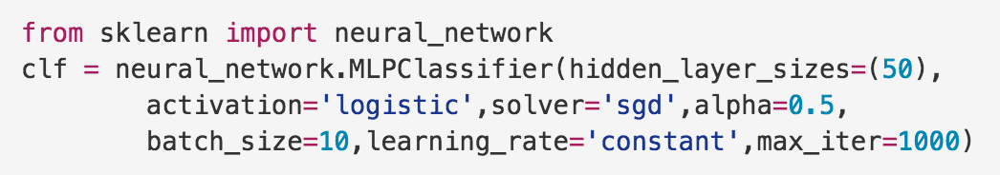 from sklearn import neural_network
clf = neural_network.MLPClassifier(hidden_layer_sizes=(50),
        activation='logistic',solver='sgd',alpha=0.5,
        batch_size=10,learning_rate='constant',max_iter=1000)